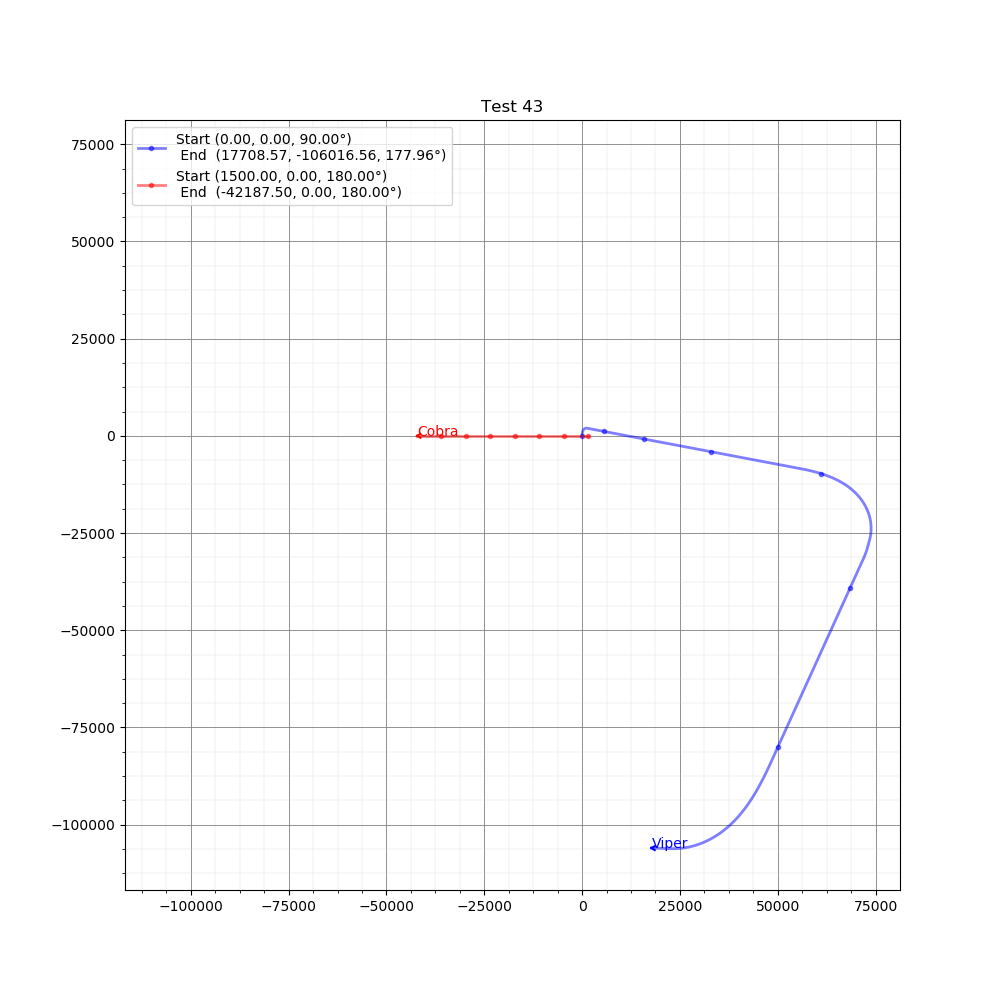 Test 43
Start (0.00, 0.00, 90.00°)
End (17708.57, -106016.56, 177.96°)
Start (1500.00, 0.00, 180.00°)
End (-42187.50, 0.00, 180.00°)
75000
50000
25000
0
−25000
−50000
−75000
−100000
Cobra
Viper
−100000 −75000 −50000 −25000 0 25000 50000 75000